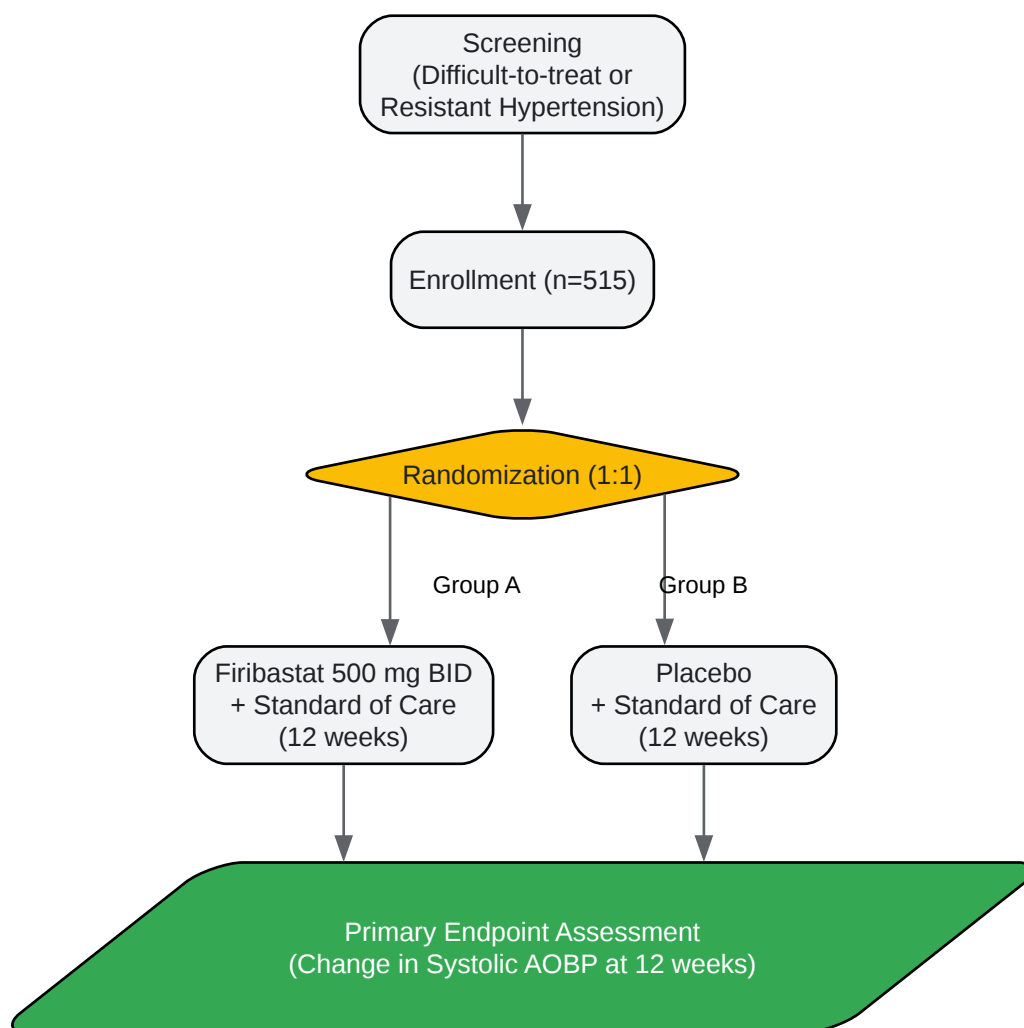 Screening
(Difficult-to-treat or
Resistant Hypertension)
Enrollment (n=515)
Randomization (1:1)
Group A
Group B
Firibastat 500 mg BID
+ Standard of Care
(12 weeks)
Placebo
+ Standard of Care
(12 weeks)
Primary Endpoint Assessment
(Change in Systolic AOBP at 12 weeks)